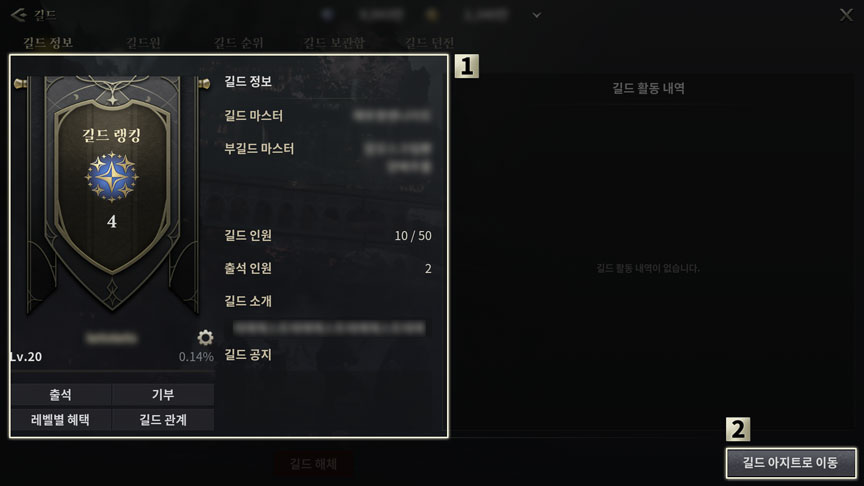 길드
길드 정보 길드원 길드 순위 길드 보관함 길드 던전
1
길드 랭킹
4
Lv.20 0.14%
출석 기부
레벨별 혜택 길드 관계
길드 정보
길드 마스터
부길드 마스터
길드 인원 10 / 50
출석 인원 2
길드 소개
길드 공지
길드 활동 내역
길드 활동 내역이 없습니다.
길드 해체
2
길드 아지트로 이동